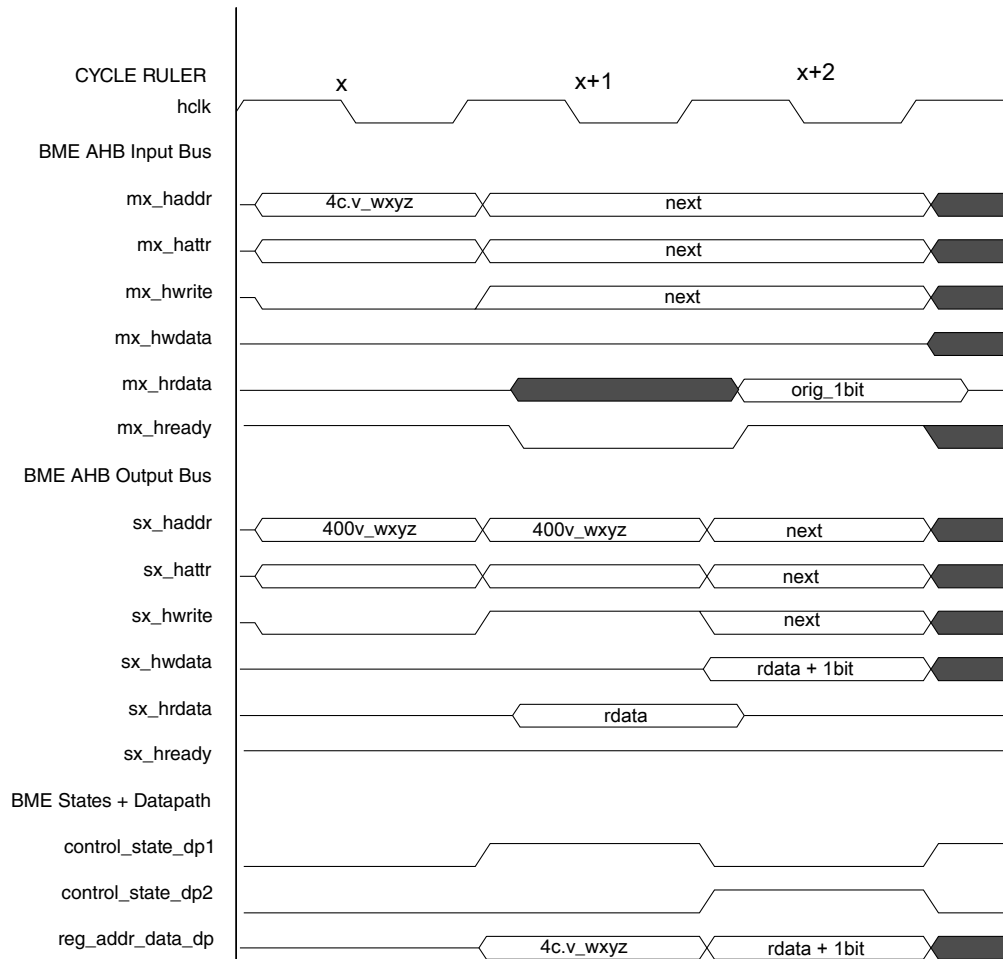 CYCLE RULER x x+1 x+2
hclk
BME AHB Input Bus
mx_haddr 4c.v_wxyz next
mx_hattr next
mx_hwrite next
mx_hwdata
mx_hrdata orig_1bit
mx_hready
BME AHB Output Bus
sx_haddr 400v_wxyz 400v_wxyz next
sx_hattr next
sx_hwrite next
sx_hwdata rdata + 1bit
sx_hrdata rdata
sx_hready
BME States + Datapath
control_state_dp1
control_state_dp2
reg_addr_data_dp 4c.v_wxyz rdata + 1bit